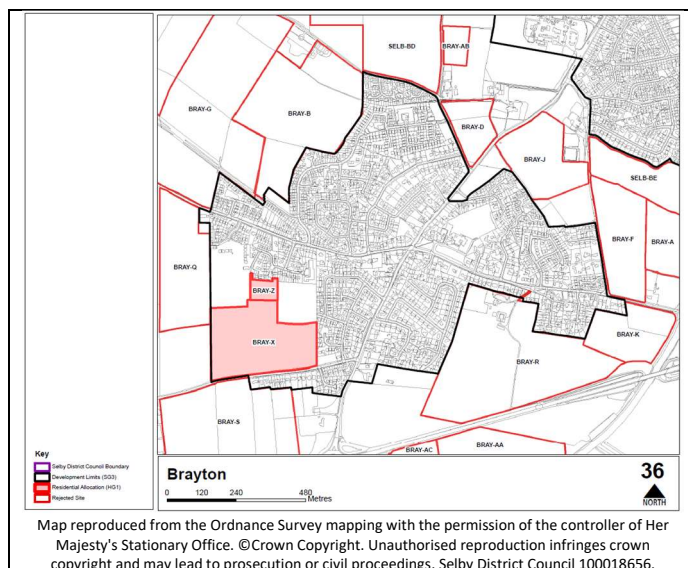 SELB-BD
BRAY-AB
BRAY-G
BRAY-B
BRAY-D
BRAY-J
SELB-BE
BRAY-Q
BRAY-F
BRAY-A
BRAY-Z
BRAY-X
BRAY-K
BRAY-R
BRAY-S
BRAY-AC
BRAY-AA
Key
Selby District Council Boundary
Development Limits (SG3)
Residential Allocation (HG1)
Rejected Site
Brayton
0 120 240 480
Metres
36
NORTH
Map reproduced from the Ordnance Survey mapping with the permission of the controller of Her
Majesty's Stationary Office. ©Crown Copyright. Unauthorised reproduction infringes crown
copyright and may lead to prosecution or civil proceedings. Selby District Council 100018656.